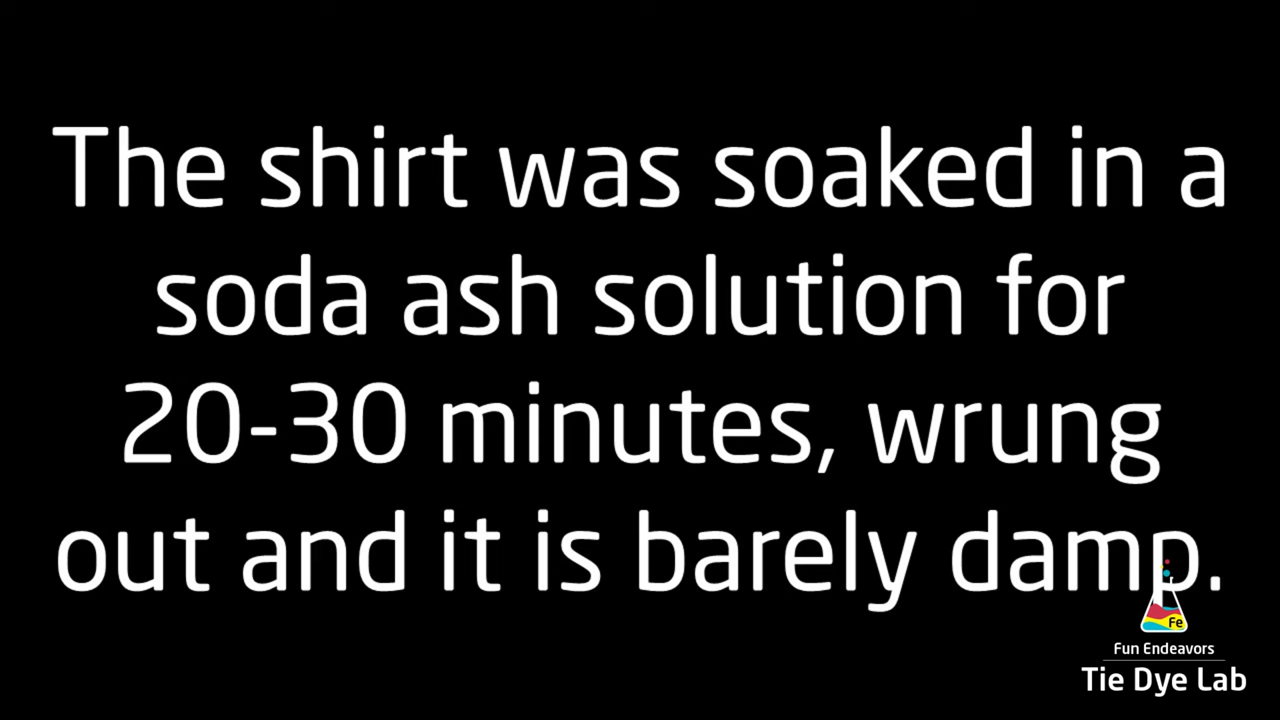 The shirt was soaked in a
soda ash solution for
20-30 minutes, wrung
out and it is barely damp.
Fe
Fun Endeavors
Tie Dye Lab